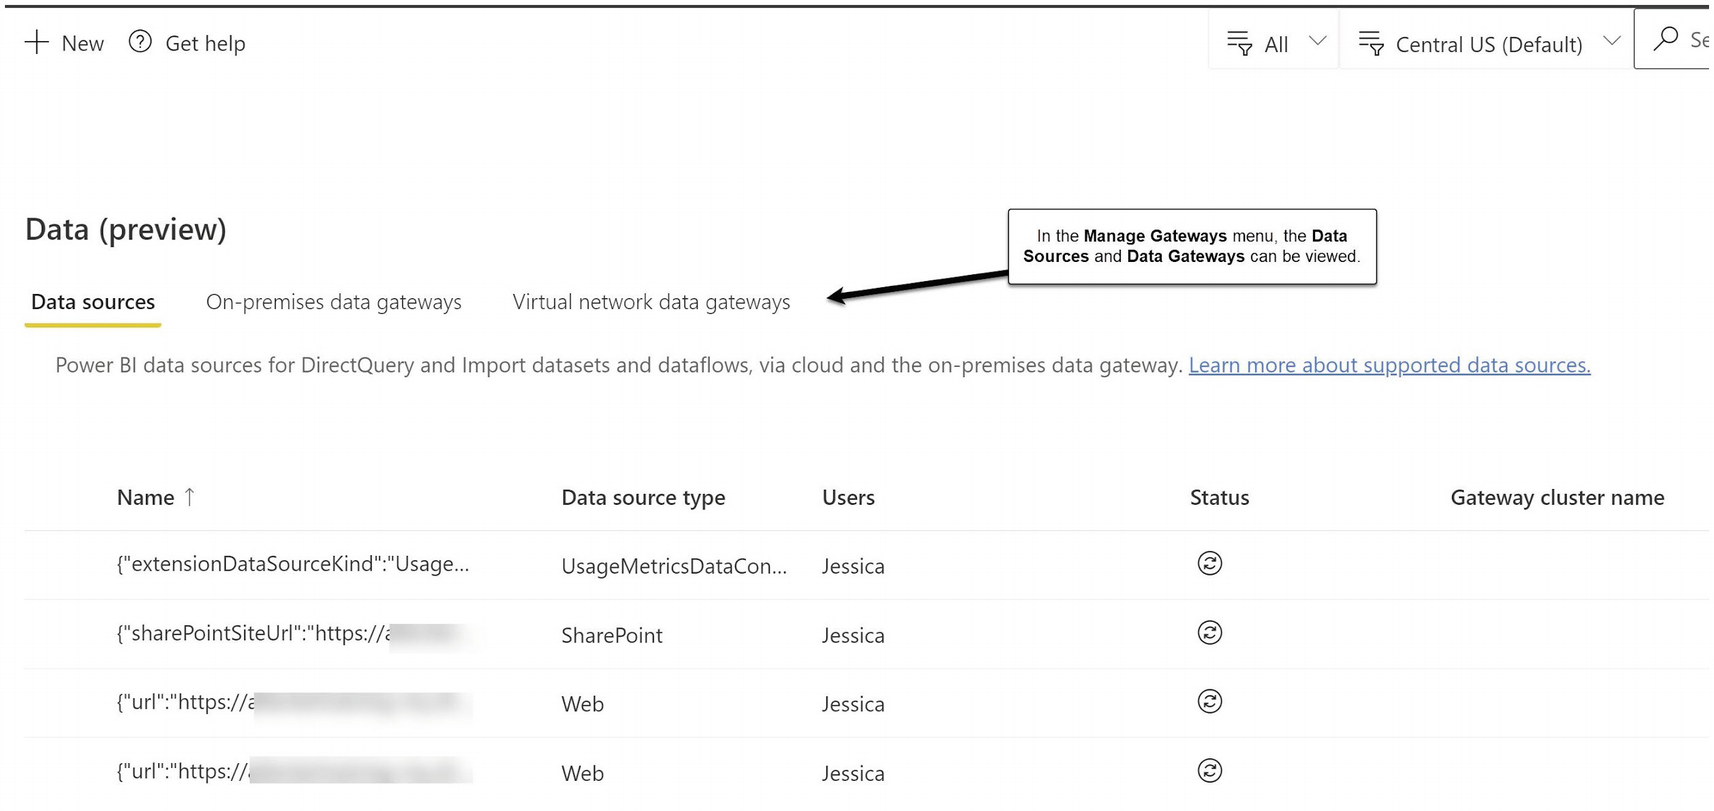 New
Get help
All
Central US (Default)
Data (preview)
In the Manage Gateways menu, the Data
Sources and Data Gateways can be viewed.
Data sources
On-premises data gateways
Virtual network data gateways
Power BI data sources for DirectQuery and Import datasets and dataflows, via cloud and the on-premises data gateway. Learn more about supported data sources.
Name ↑ Data source type Users Status Gateway cluster name
{"extensionDataSourceKind":"Usage... UsageMetricsDataCon... Jessica
{"sharePointSiteUrl":"https://a SharePoint Jessica
{"url":"https://a Web Jessica
{"url":"https:// Web Jessica